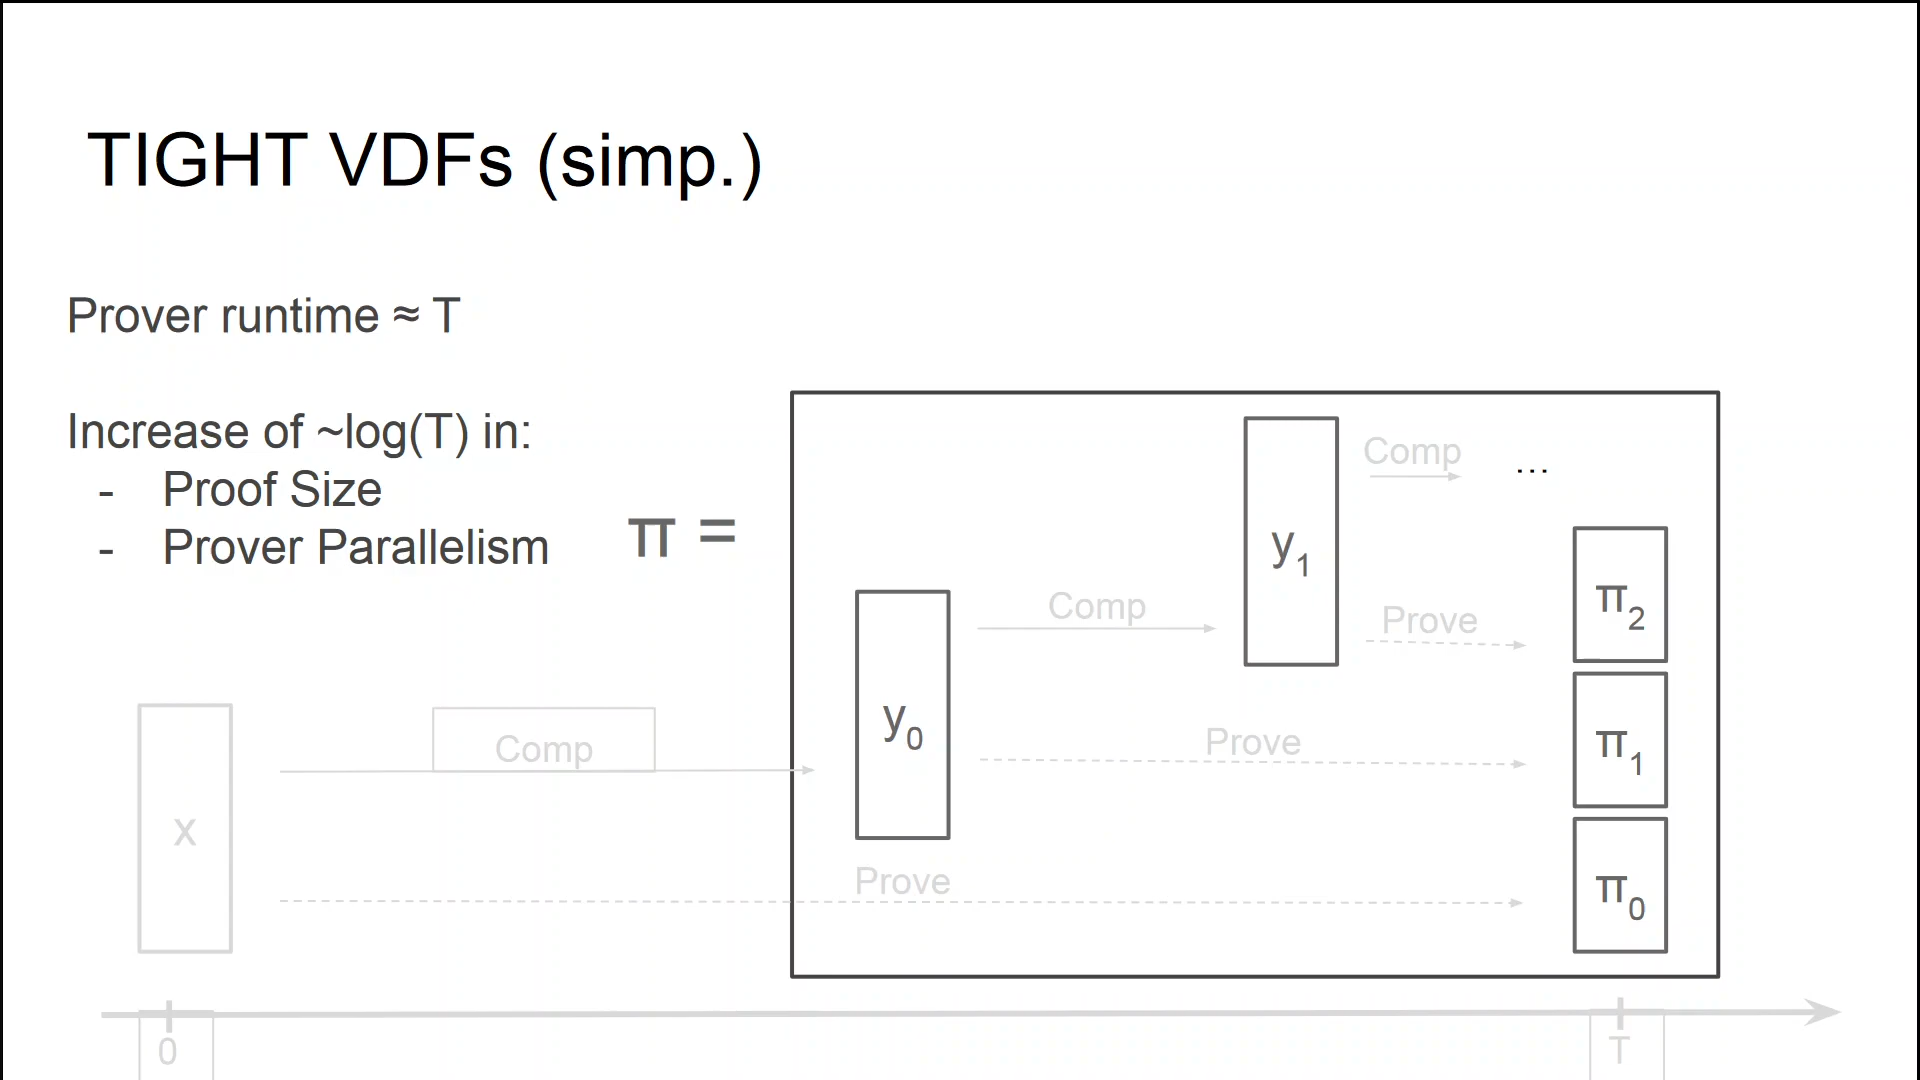 TIGHT VDFs (simp.)
Prover runtime ≈ T
Increase of ~log(T) in:
- Proof Size
- Prover Parallelism
π =
Comp
...
y1
π2
Comp
Prove
y0
Prove
π1
Comp
x
Prove
π0
0
T